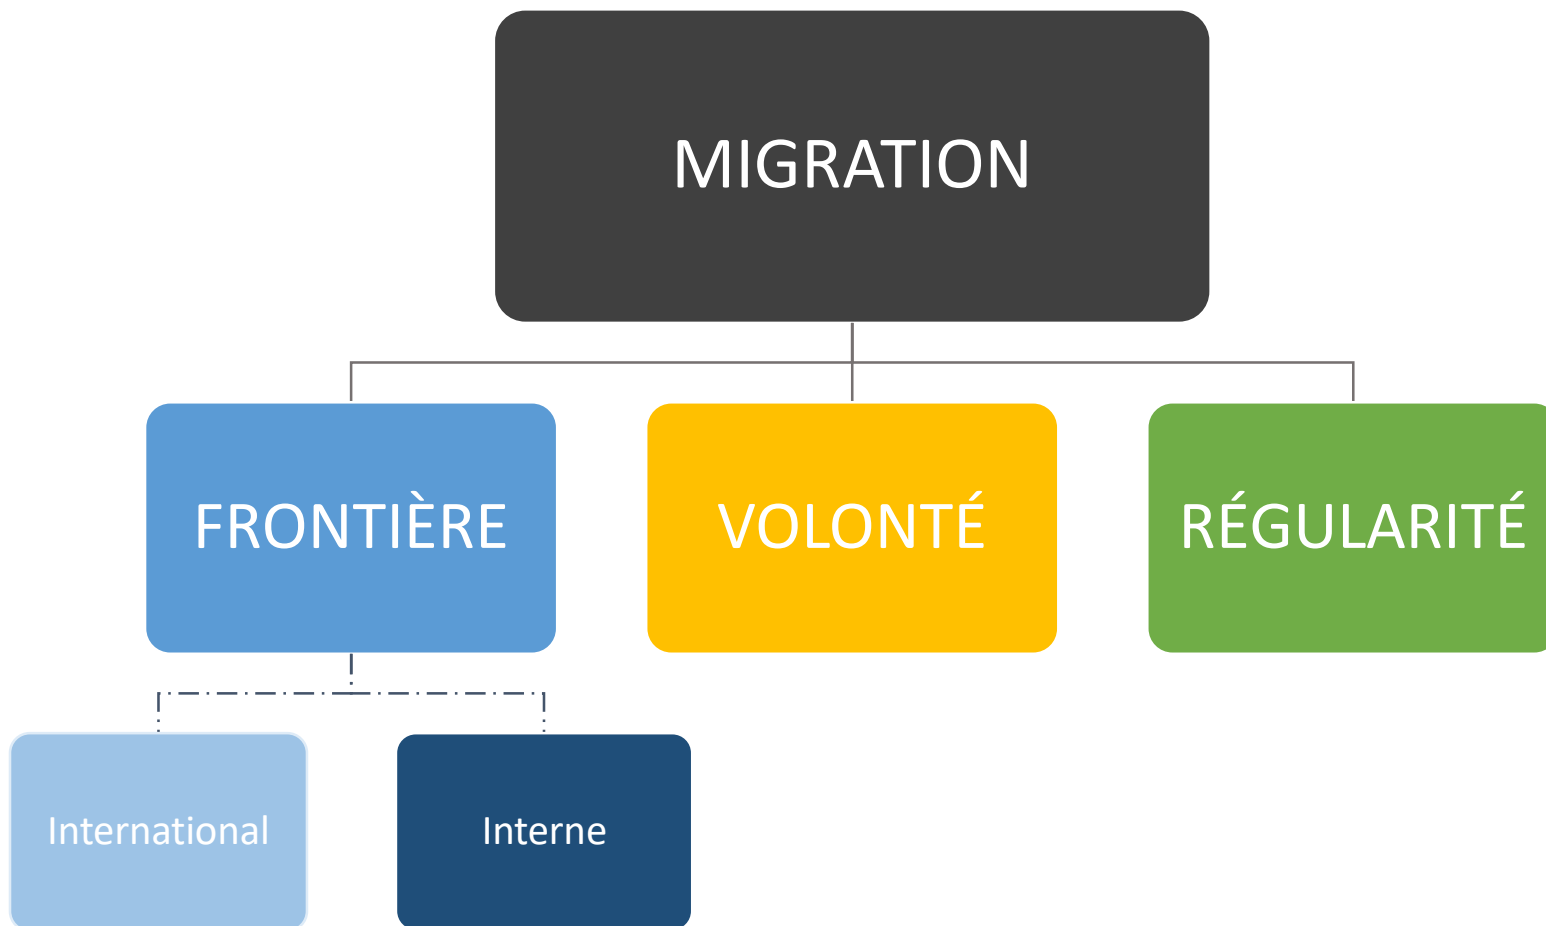 MIGRATION
FRONTIÈRE
VOLONTÉ
RÉGULARITÉ
International
Interne